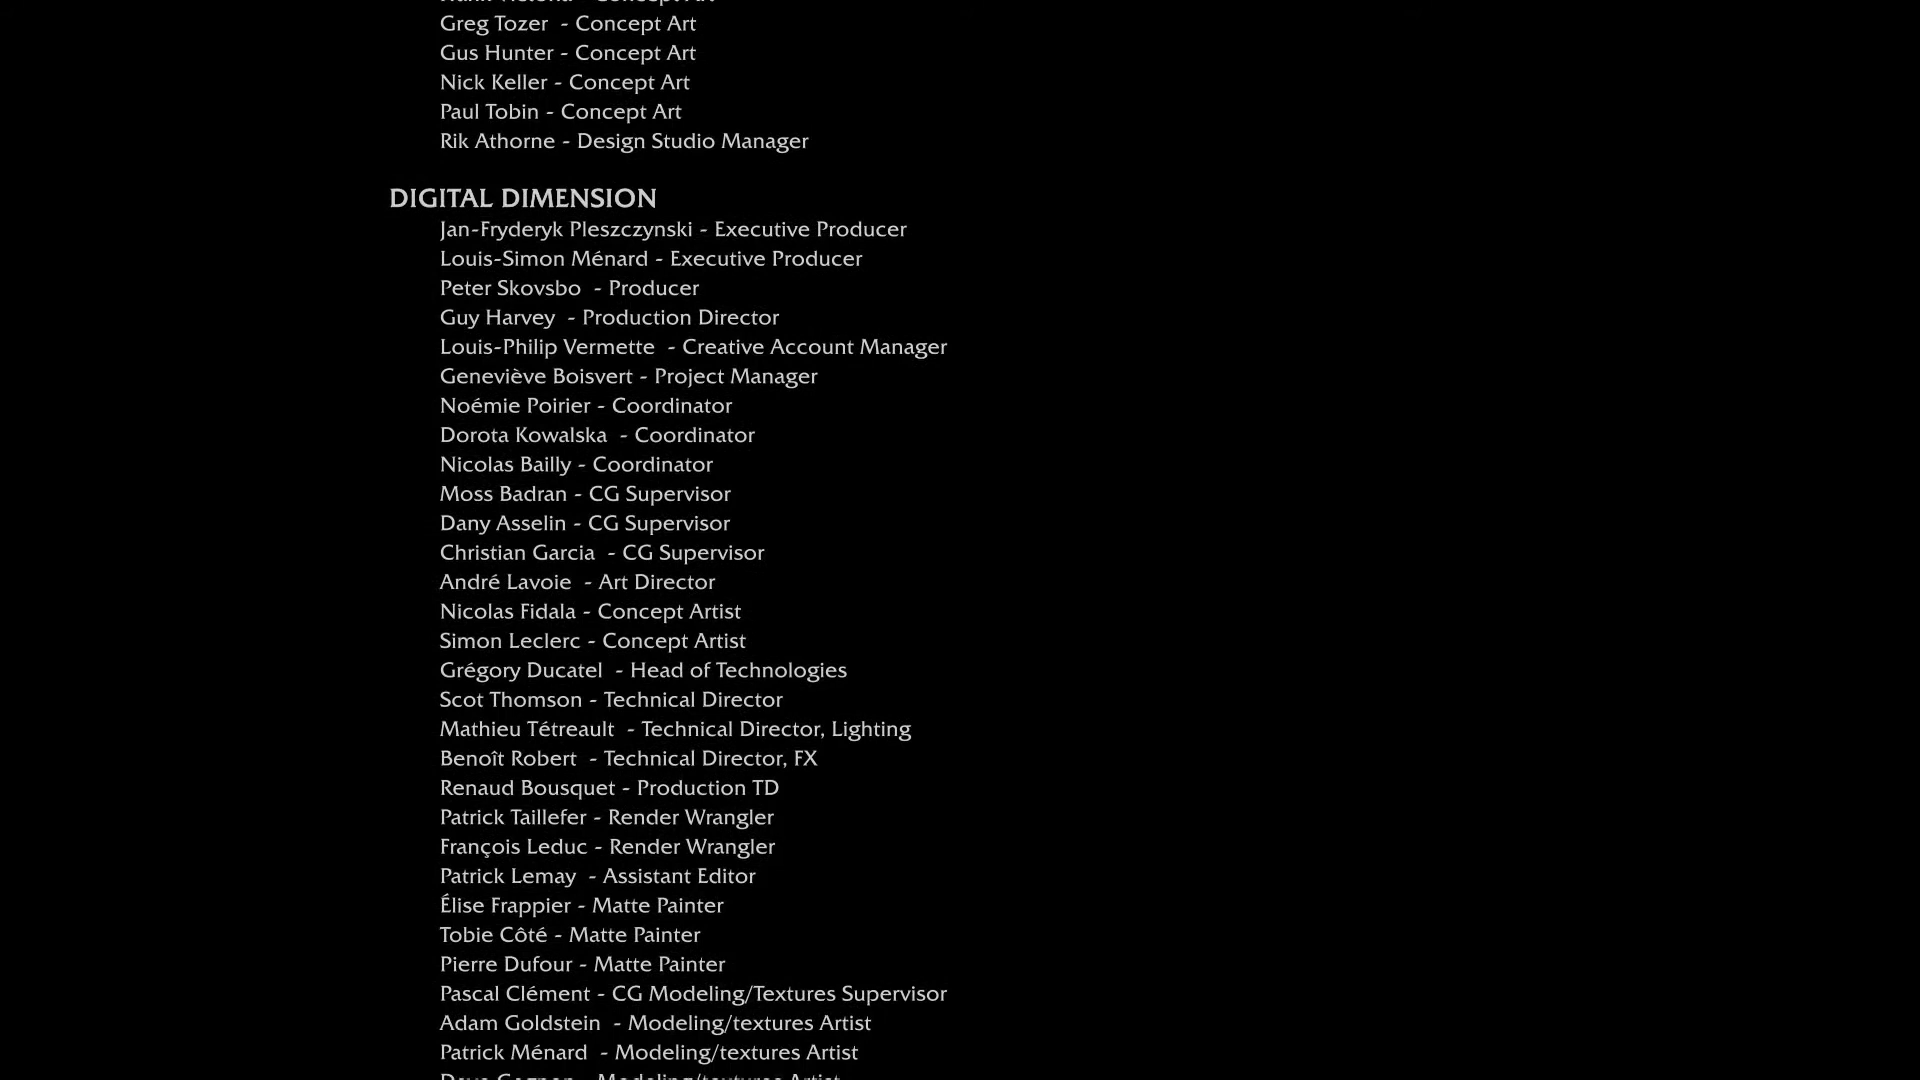 Concept Art
Greg Tozer - Concept Art
Gus Hunter - Concept Art
Nick Keller - Concept Art
Paul Tobin - Concept Art
Rik Athorne - Design Studio Manager
DIGITAL DIMENSION
Jan-Fryderyk Pleszczynski - Executive Producer
Louis-Simon Ménard - Executive Producer
Peter Skovsbo - Producer
Guy Harvey - Production Director
Louis-Philip Vermette - Creative Account Manager
Geneviève Boisvert - Project Manager
Noémie Poirier - Coordinator
Dorota Kowalska - Coordinator
Nicolas Bailly - Coordinator
Moss Badran - CG Supervisor
Dany Asselin - CG Supervisor
Christian Garcia - CG Supervisor
André Lavoie - Art Director
Nicolas Fidala - Concept Artist
Simon Leclerc - Concept Artist
Grégory Ducatel - Head of Technologies
Scot Thomson - Technical Director
Mathieu Tétreault - Technical Director, Lighting
Benoît Robert - Technical Director, FX
Renaud Bousquet - Production TD
Patrick Taillefer - Render Wrangler
François Leduc - Render Wrangler
Patrick Lemay - Assistant Editor
Élise Frappier - Matte Painter
Tobie Côté - Matte Painter
Pierre Dufour - Matte Painter
Pascal Clément - CG Modeling/Textures Supervisor
Adam Goldstein - Modeling/textures Artist
Patrick Ménard - Modeling/textures Artist
Modeling/textures Artist